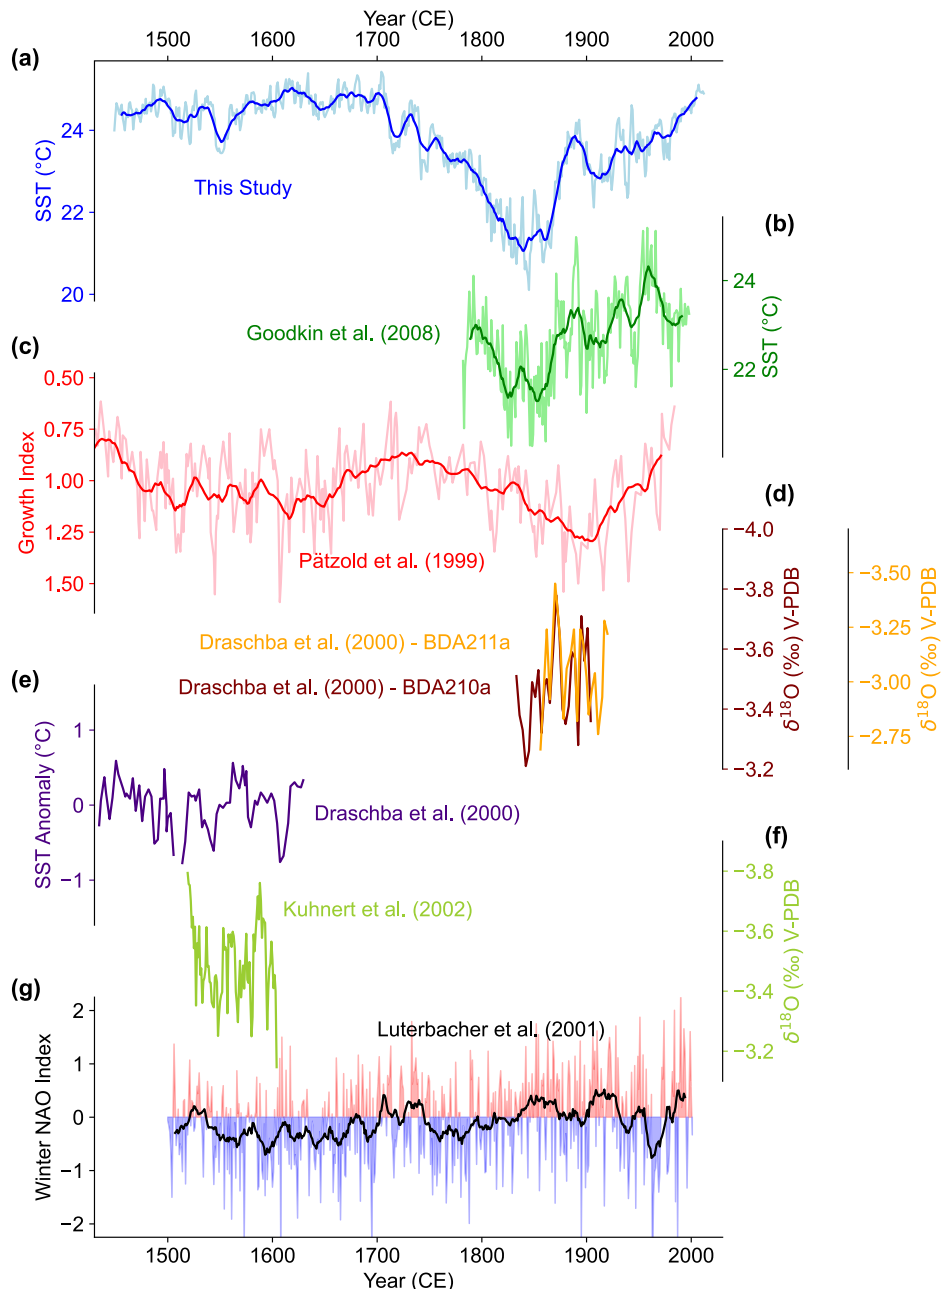 Year (CE)
1500 1600 1700 1800 1900 2000
(a)
24
22
20
SST (°C)
This Study
(b)
24
22
SST (°C)
Goodkin et al. (2008)
(c)
0.50
0.75
1.00
1.25
1.50
Growth Index
Pätzold et al. (1999)
(d)
−4.0
−3.8
−3.6
−3.4
−3.2
δ¹⁸O (‰) V-PDB
−3.50
−3.25
−3.00
−2.75
δ¹⁸O (‰) V-PDB
Draschba et al. (2000) - BDA211a
Draschba et al. (2000) - BDA210a
(e)
1
0
−1
SST Anomaly (°C)
Draschba et al. (2000)
(f)
−3.8
−3.6
−3.4
−3.2
δ¹⁸O (‰) V-PDB
Kuhnert et al. (2002)
(g)
2
1
0
−1
−2
Winter NAO Index
Luterbacher et al. (2001)
1500 1600 1700 1800 1900 2000
Year (CE)